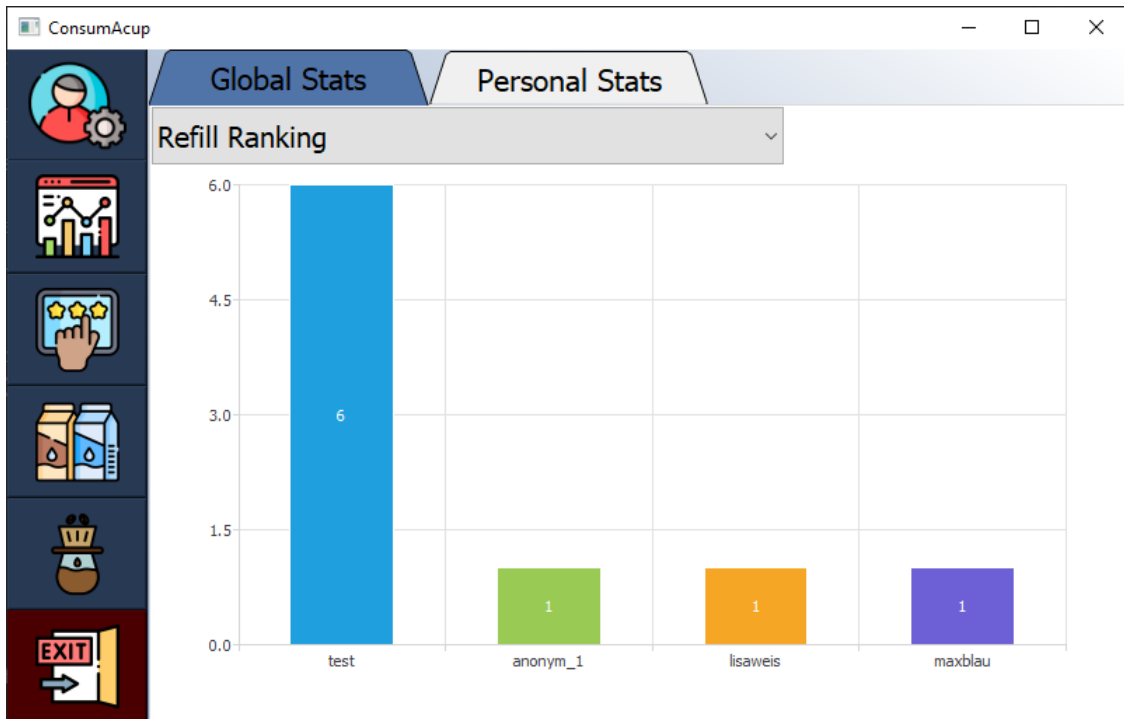 ConsumAcup
Global Stats
Personal Stats
Refill Ranking
6.0
4.5
3.0
1.5
0.0
6
1
1
1
test
anonym_1
lisaweis
maxblau
EXIT